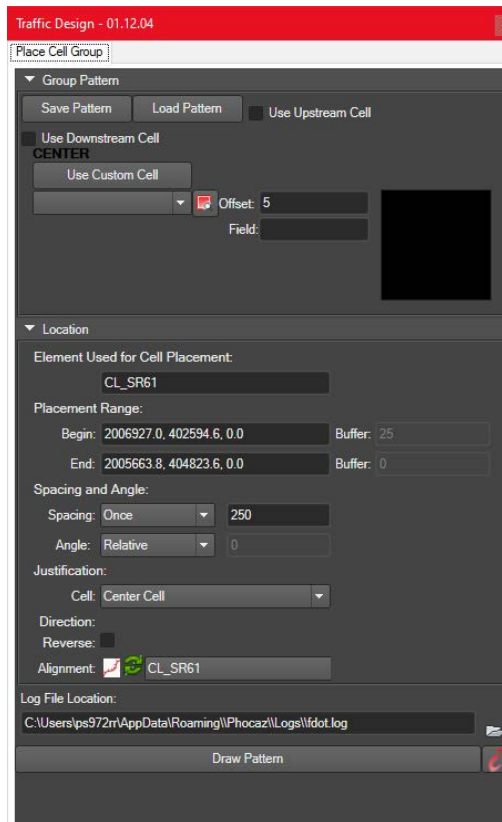 Traffic Design - 01.12.04
Place Cell Group
Group Pattern
Save Pattern Load Pattern Use Upstream Cell
Use Downstream Cell
CENTER
Use Custom Cell
Offset: 5
Field:
Location
Element Used for Cell Placement:
CL_SR61
Placement Range:
Begin: 2006927.0, 402594.6, 0.0 Buffer: 25
End: 2005663.8, 404823.6, 0.0 Buffer: 0
Spacing and Angle:
Spacing: Once 250
Angle: Relative 0
Justification:
Cell: Center Cell
Direction:
Reverse:
Alignment: CL_SR61
Log File Location:
C:\Users\ps972rr\AppData\Roaming\\Phocaz\\Logs\\fdot.log
Draw Pattern